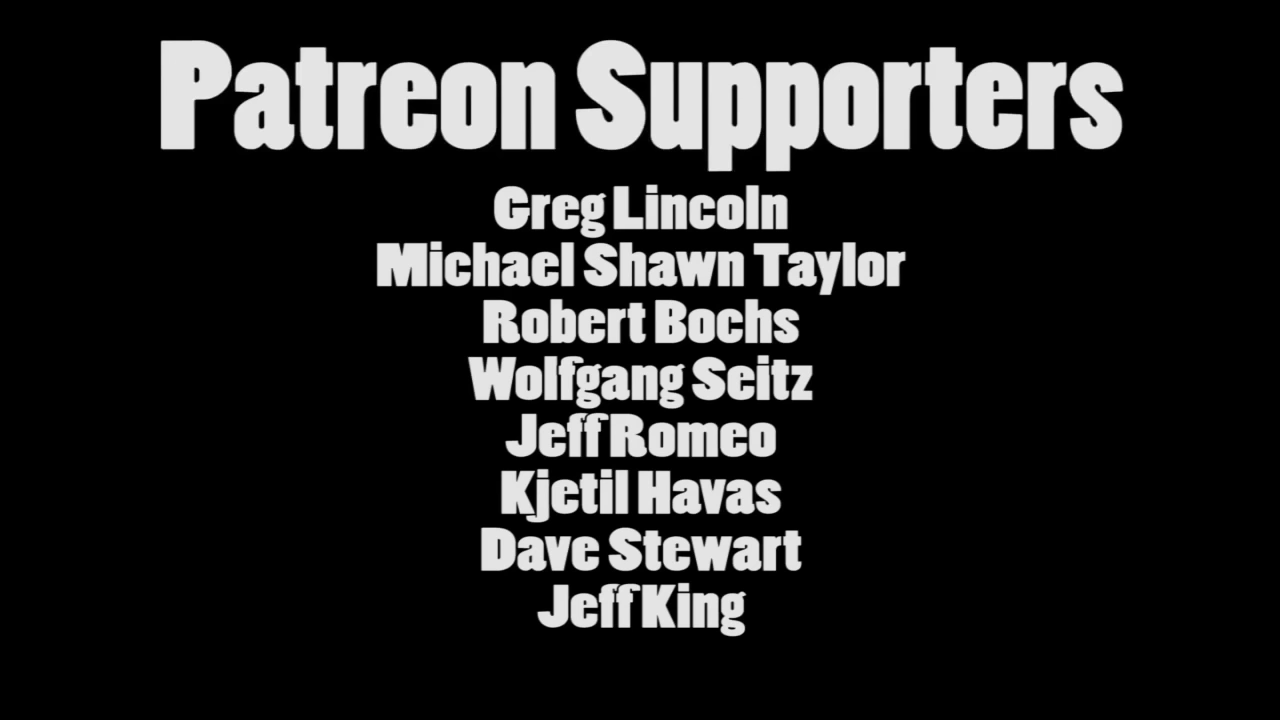 Patreon Supporters
Greg Lincoln
Michael Shawn Taylor
Robert Bochs
Wolfgang Seitz
Jeff Romeo
Kjetil Havas
Dave Stewart
Jeff King